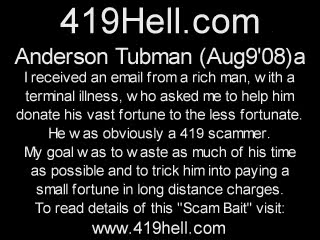 419Hell.com
Anderson Tubman (Aug9'08)a
I received an email from a rich man, with a
terminal illness, who asked me to help him
donate his vast fortune to the less fortunate.
He was obviously a 419 scammer.
My goal was to waste as much of his time
as possible and to trick him into paying a
small fortune in long distance charges.
To read details of this "Scam Bait" visit:
www.419hell.com